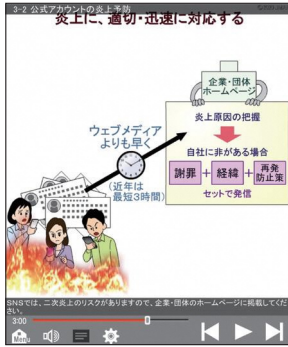 3-2 公式アカウントの炎上予防
炎上に、適切・迅速に対応する
企業・団体
ホームページ
炎上原因の把握
自社に非がある場合
謝罪
+
経緯
+
再発
防止策
セットで発信
ウェブメディア
よりも早く
(近年は
最短3時間)
SNSでは、二次炎上のリスクがありますので、企業・団体のホームページに掲載してくだ
さい。
3:00
Menu